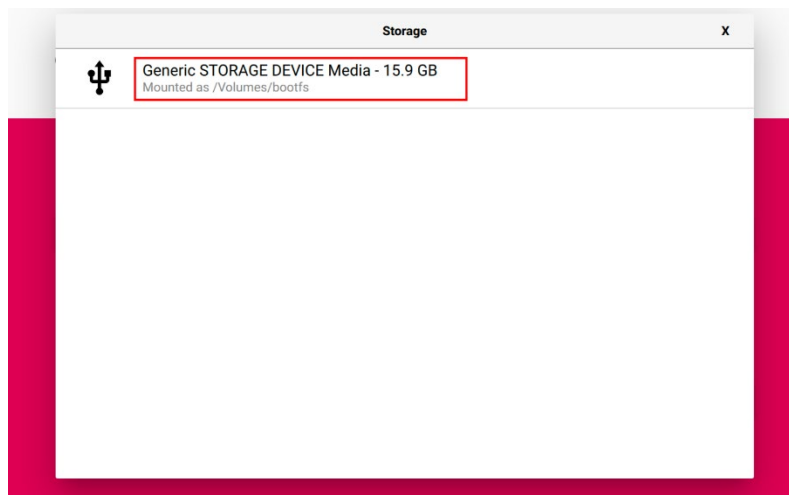 Storage
X
Generic STORAGE DEVICE Media - 15.9 GB
Mounted as /Volumes/bootfs